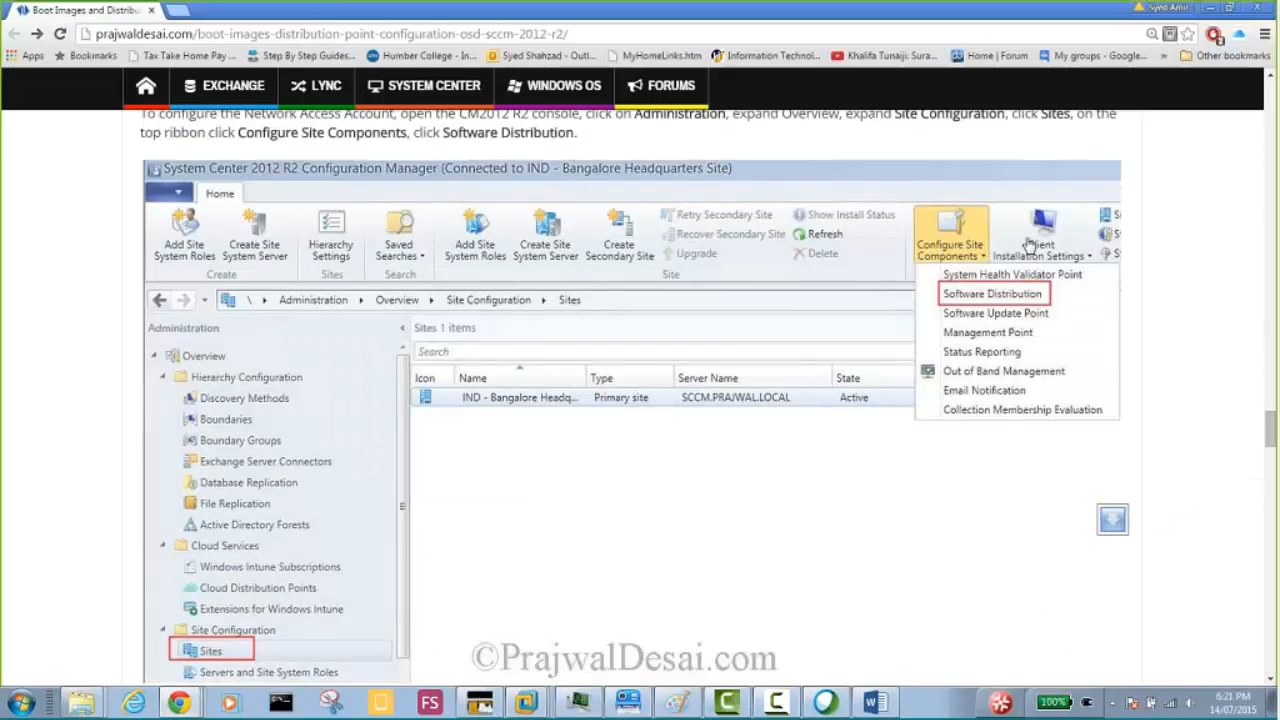 Boot Images and Distribu
Syed Amir
prajwaldesai.com/boot-images-distribution-point-configuration-osd-sccm-2012-r2/
Apps
Bookmarks
Tax Take Home Pay...
Step By Step Guides...
Humber College - In...
Syed Shahzad - Outl...
MyHomeLinks.htm
Information Technol...
Khalifa Tunaiji: Sura...
Home | Forum
My groups - Google...
»
Other bookmarks
EXCHANGE
LYNC
SYSTEM CENTER
WINDOWS OS
FORUMS
To configure the Network Access Account, open the CM2012 R2 console, click on Administration, expand Overview, expand Site Configuration, click Sites, on the
top ribbon click Configure Site Components, click Software Distribution.
System Center 2012 R2 Configuration Manager (Connected to IND - Bangalore Headquarters Site)
Home
Add Site
System Roles
Create Site
System Server
Create
Hierarchy
Settings
Sites
Saved
Searches
Search
Add Site
System Roles
Create Site
System Server
Create
Secondary Site
Retry Secondary Site
Recover Secondary Site
Upgrade
Show Install Status
Refresh
Delete
Site
Configure Site
Components
Installation Settings
System Health Validator Point
Software Distribution
Software Update Point
Management Point
Status Reporting
Out of Band Management
Email Notification
Collection Membership Evaluation
\ Administration Overview Site Configuration Sites
Administration
Overview
Hierarchy Configuration
Discovery Methods
Boundaries
Boundary Groups
Exchange Server Connectors
Database Replication
File Replication
Active Directory Forests
Cloud Services
Windows Intune Subscriptions
Cloud Distribution Points
Extensions for Windows Intune
Site Configuration
Sites
Servers and Site System Roles
Sites 1 items
Search
Icon Name Type Server Name State
IND - Bangalore Headq... Primary site SCCM.PRAJWAL.LOCAL Active
©PrajwalDesai.com
FS
100%
6:21 PM
14/07/2015